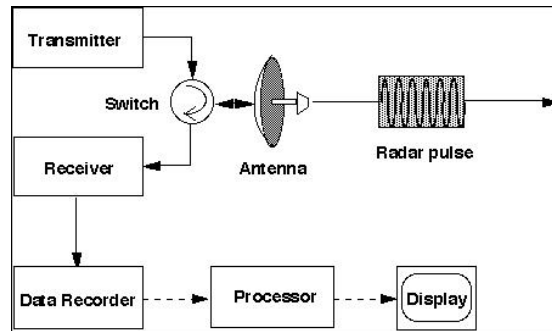 Transmitter
Switch
Antenna
Radar pulse
Receiver
Data Recorder
Processor
Display